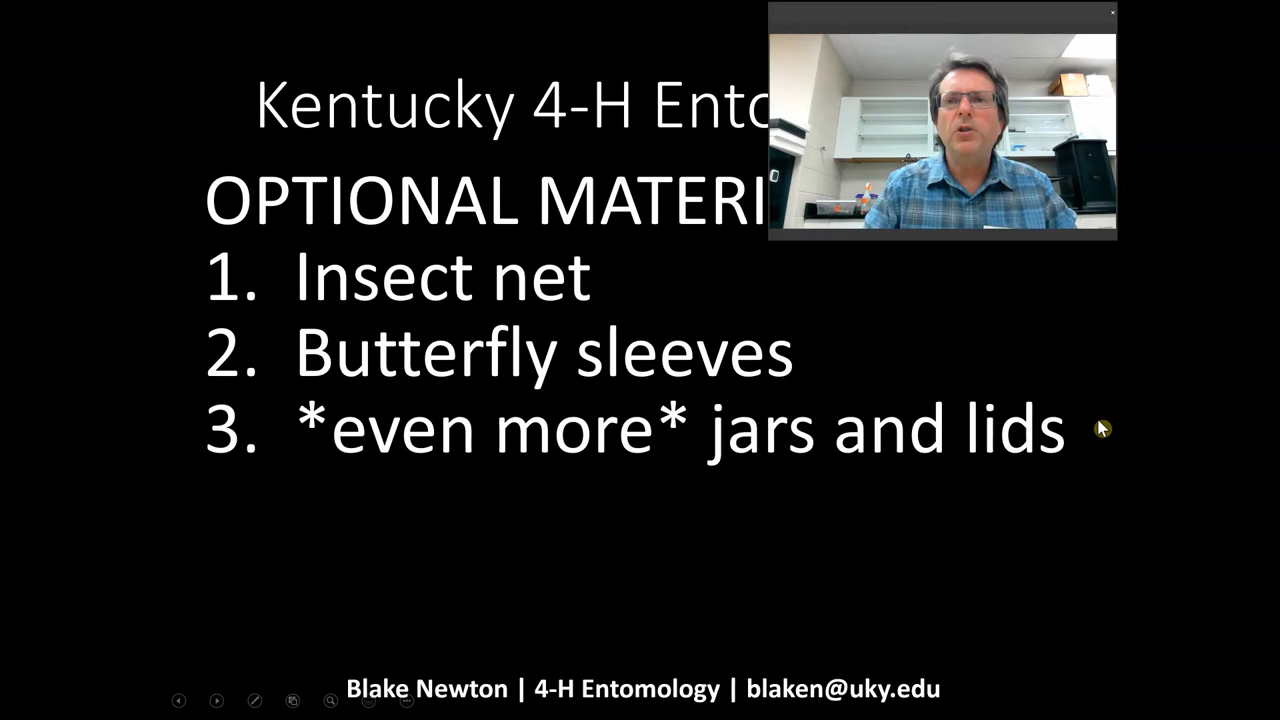 Kentucky 4-H Ento
OPTIONAL MATERI
1. Insect net
2. Butterfly sleeves
3. *even more* jars and lids
Blake Newton | 4-H Entomology | blaken@uky.edu